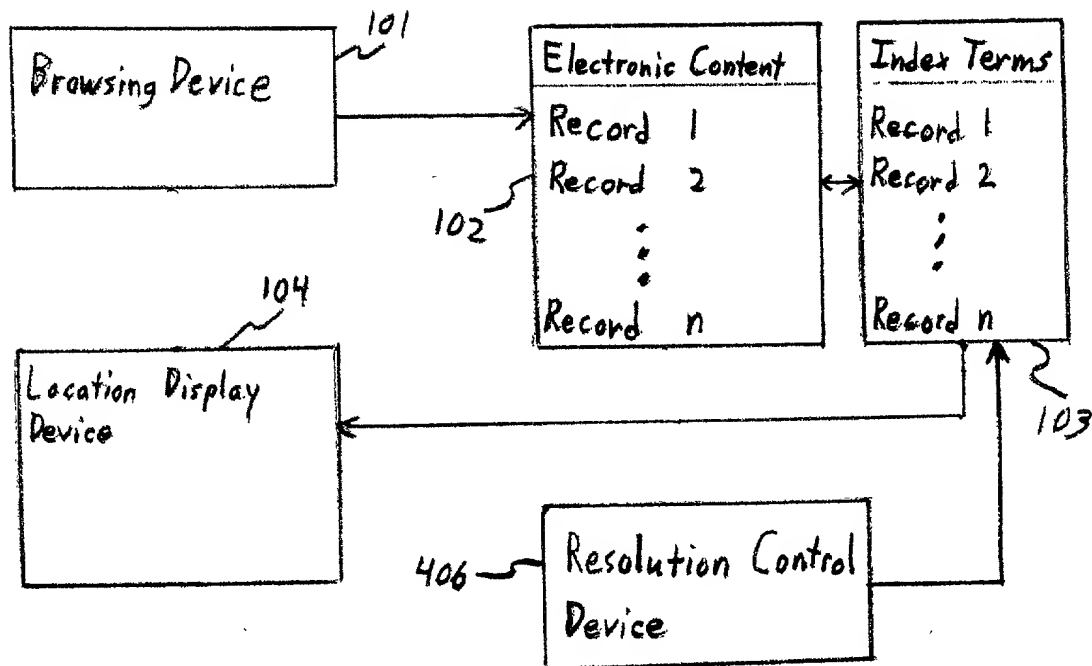 101
Browsing Device
Electronic Content
Record 1
Record 2
Record n
102
Index Terms
Record 1
Record 2
Record n
103
104
Location Display
Device
406
Resolution Control
Device